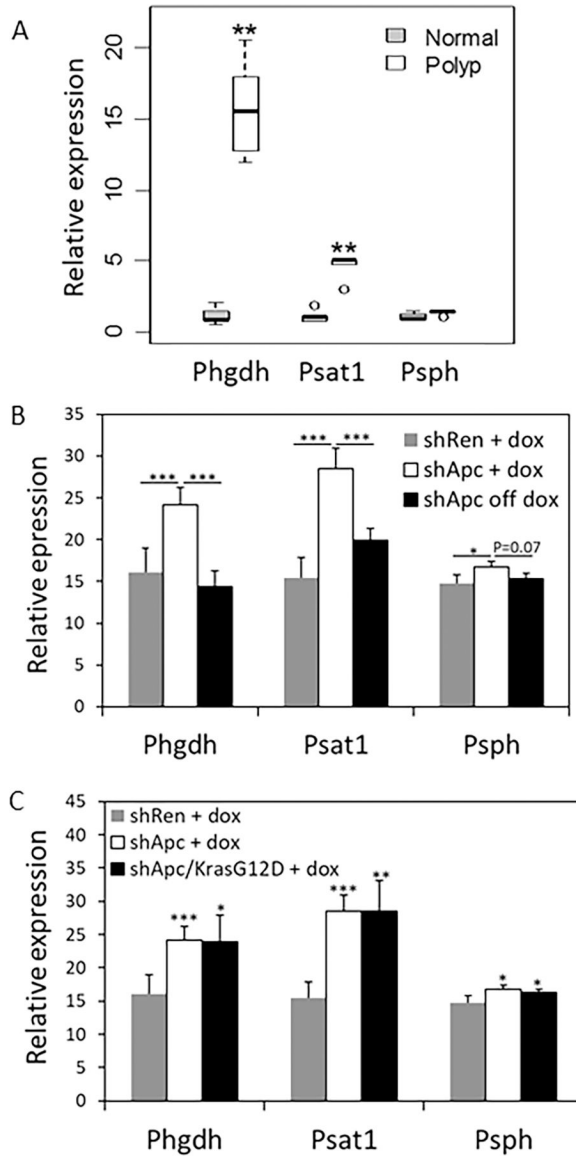 A
Relative expression
20
15
10
5
0
**
**
Normal
Polyp
Phgdh Psat1 Psph
B
Relative epression
35
30
25
20
15
10
5
0
*** ***
*** ***
* P=0.07
shRen + dox
shApc + dox
shApc off dox
Phgdh Psat1 Psph
C
Relative expression
45
40
35
30
25
20
15
10
5
0
shRen + dox
shApc + dox
shApc/KrasG12D + dox
*** *
*** **
* *
Phgdh Psat1 Psph